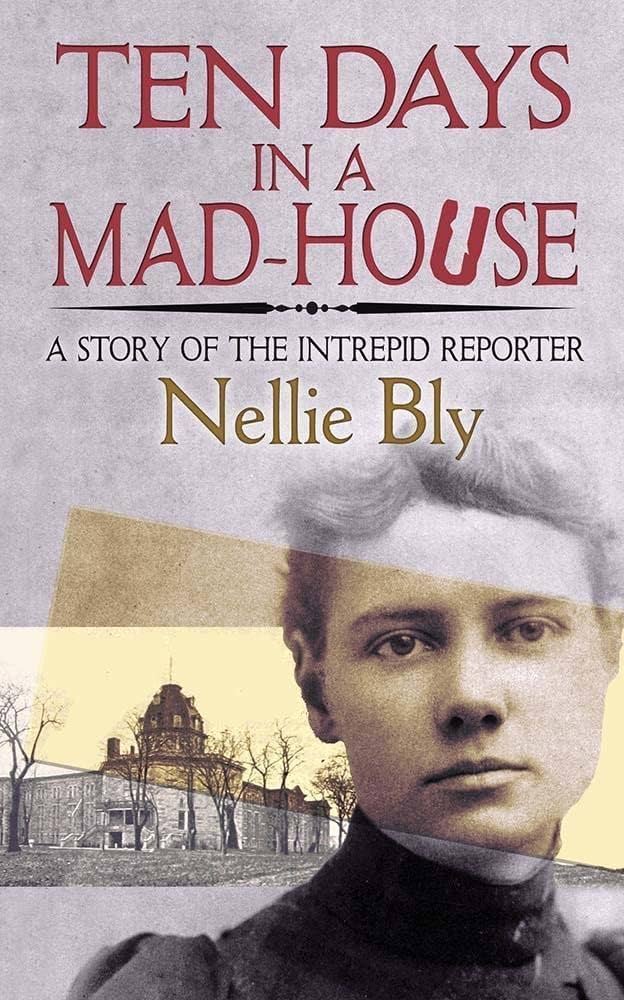 TEN DAYS
IN A
MAD-HOUSE
A STORY OF THE INTREPID REPORTER
Nellie Bly